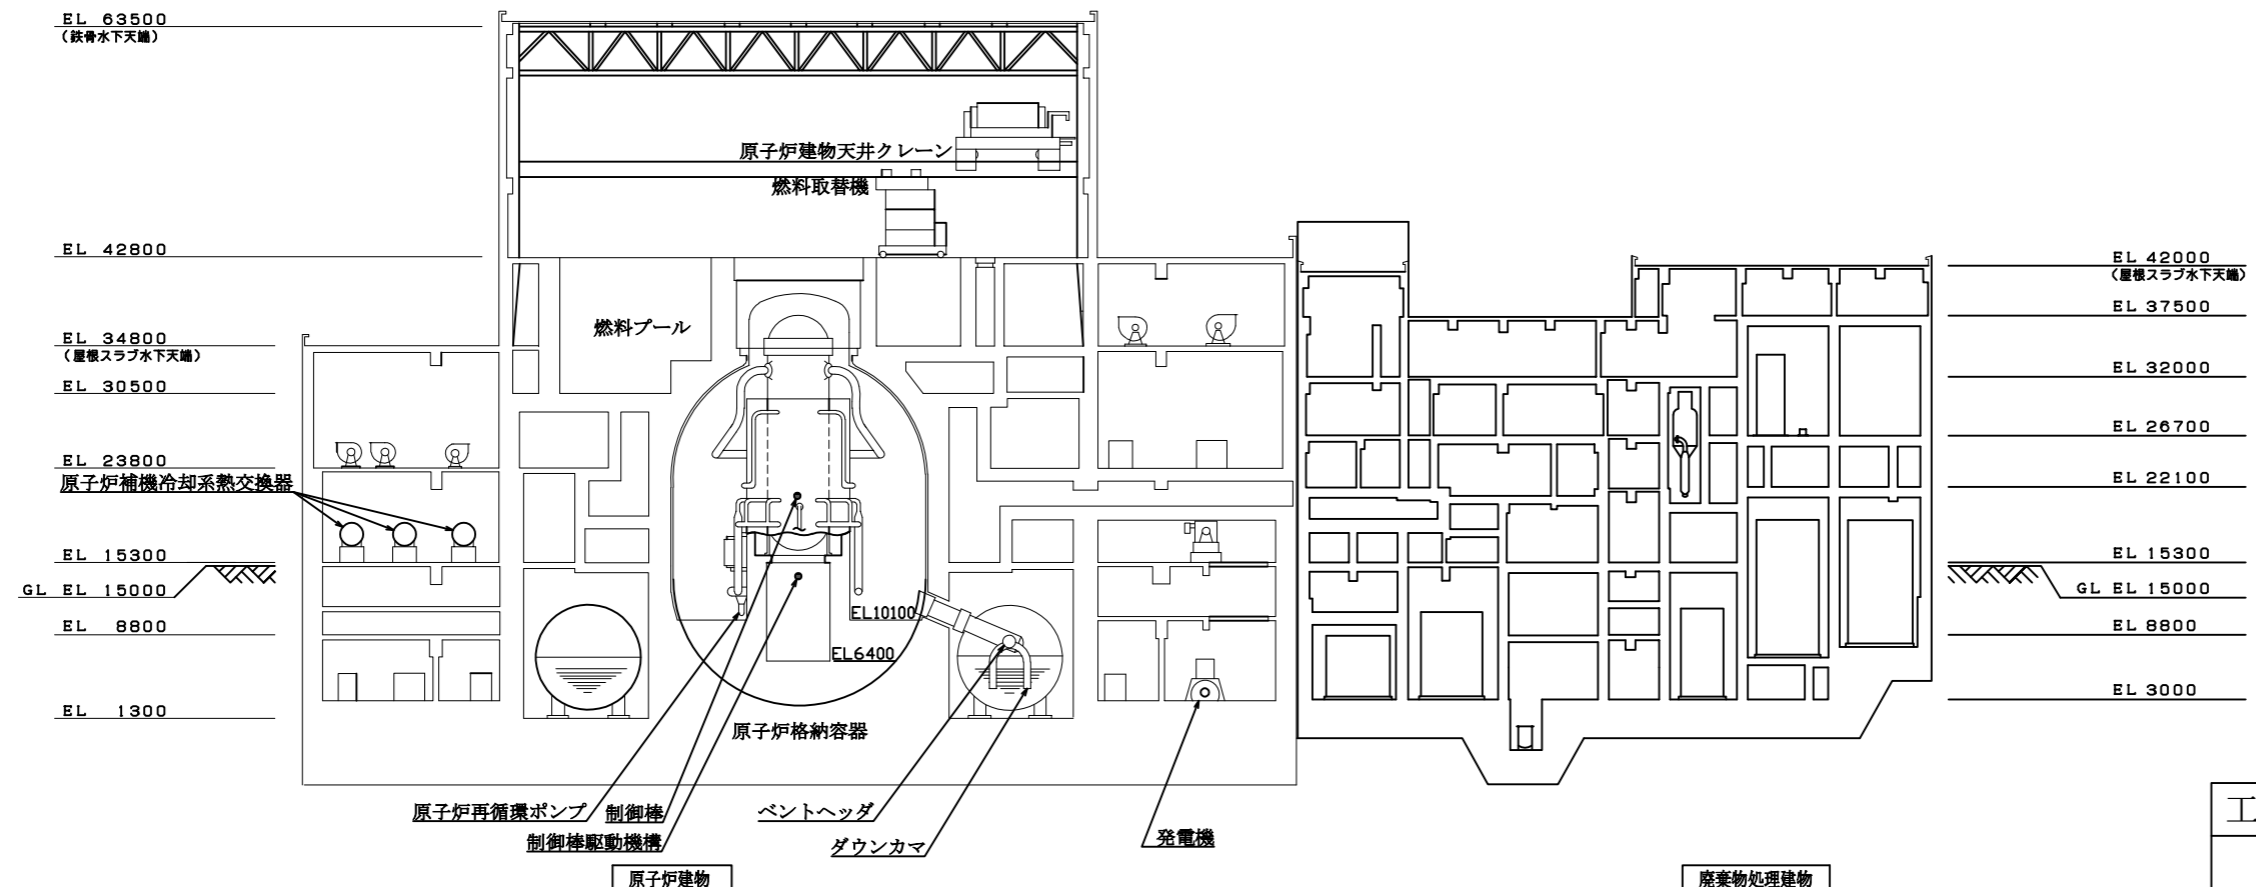 EL 63500
(鉄骨水下天端)
原子炉建物天井クレーン
燃料取替機
EL 42800
EL 42000
(屋根スラブ水下天端)
EL 37500
燃料プール
EL 34800
(屋根スラブ水下天端)
EL 32000
EL 30500
EL 26700
EL 23800
原子炉補機冷却系熱交換器
EL 22100
EL 15300
EL 15300
GL EL 15000
GL EL 15000
EL10100
EL 8800
EL 8800
EL6400
EL 3000
EL 1300
原子炉格納容器
原子炉再循環ポンプ
制御棒
ベントヘッダ
制御棒駆動機構
ダウンカマ
発電機
工
原子炉建物
廃棄物処理建物